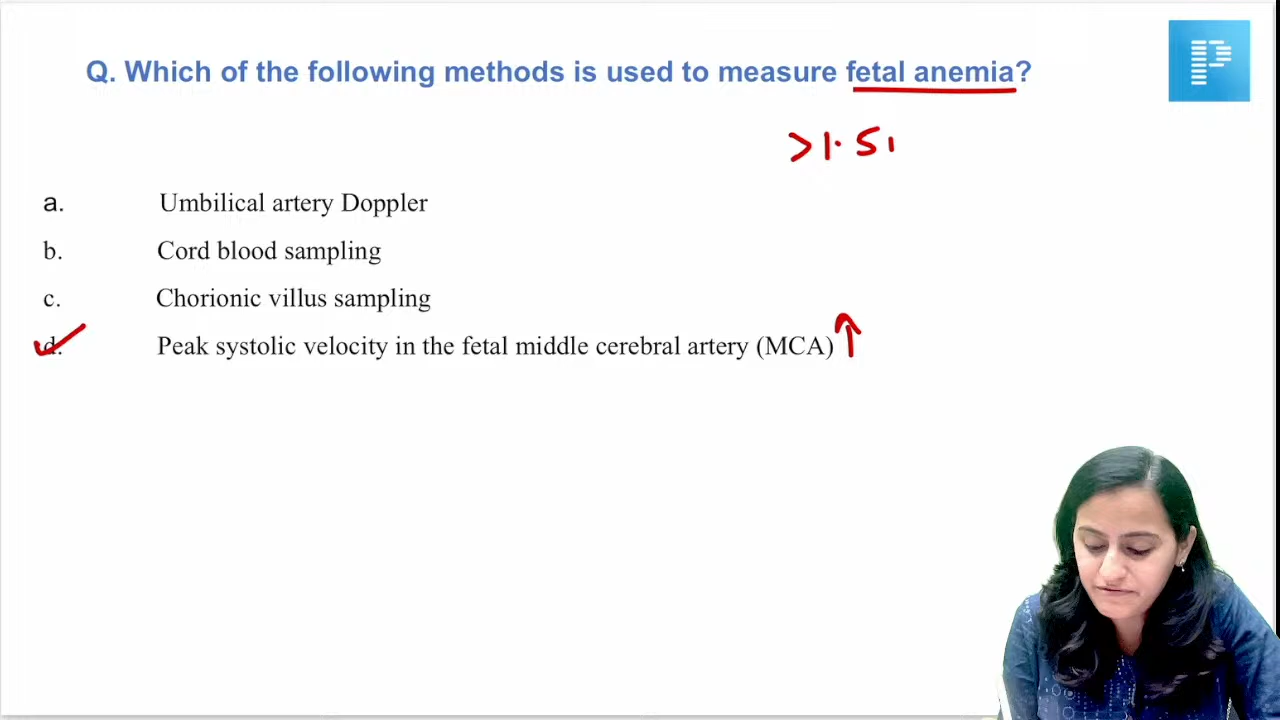 Q. Which of the following methods is used to measure fetal anemia?
>1.5
a. Umbilical artery Doppler
b. Cord blood sampling
c. Chorionic villus sampling
d. Peak systolic velocity in the fetal middle cerebral artery (MCA) ↑